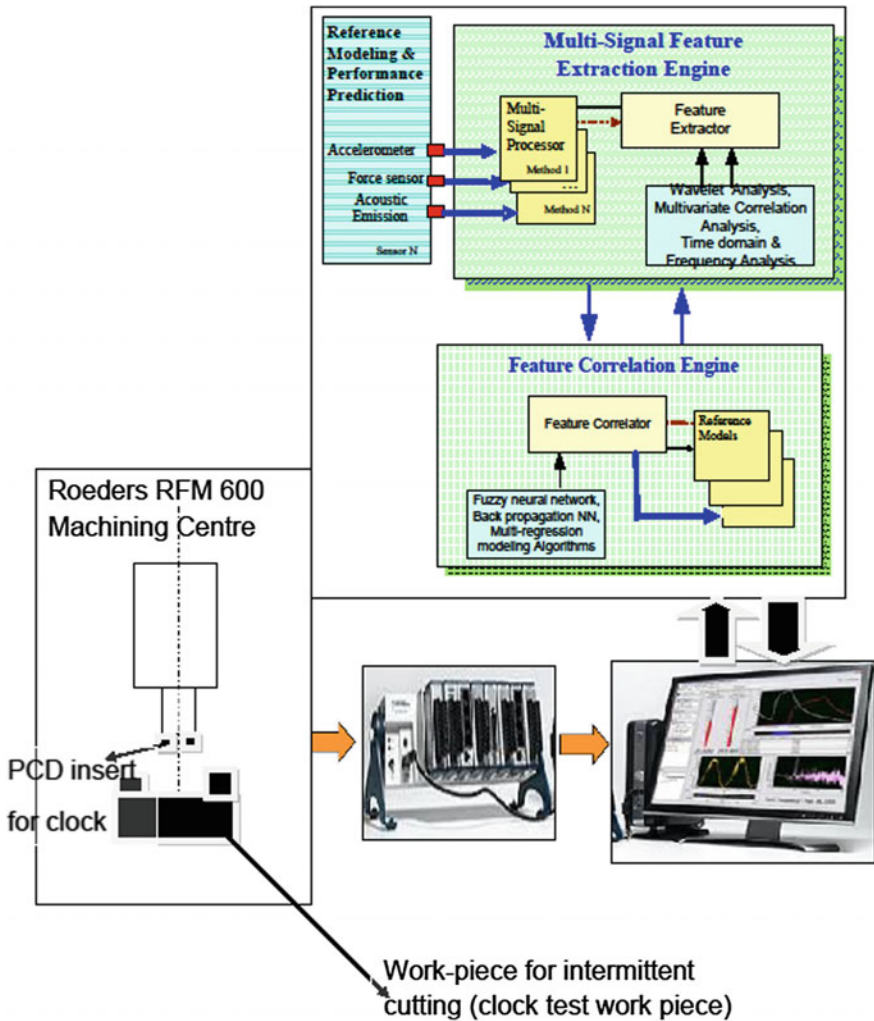 Reference
Modeling &
Performance
Prediction
Accelerometer
Force sensor
Acoustic
Emission
Sensor N
Multi-Signal Feature
Extraction Engine
Multi-
Signal
Processor
Method 1
...
Method N
Feature
Extractor
Wavelet Analysis,
Multivariate Correlation
Analysis,
Time domain &
Frequency Analysis
Feature Correlation Engine
Feature Correlator
Reference
Models
Fuzzy neural network,
Back propagation NN,
Multi-regression
modeling Algorithms
Roeders RFM 600
Machining Centre
PCD insert
for clock
Work-piece for intermittent
cutting (clock test work piece)